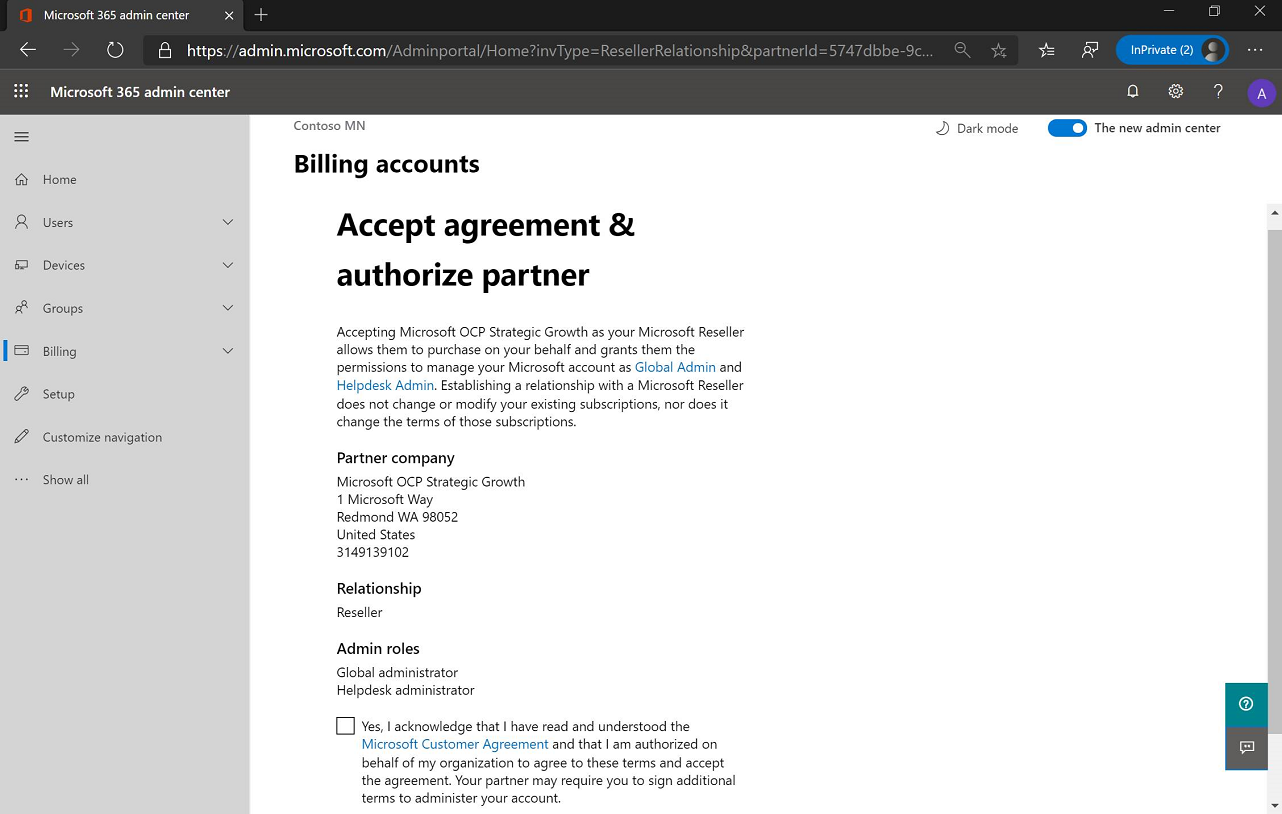 Microsoft 365 admin center
https://admin.microsoft.com/Adminportal/Home?invType=ResellerRelationship&partnerId=5747dbbe-9c...
InPrivate (2)
Microsoft 365 admin center
A
Contoso MN
Dark mode
The new admin center
Billing accounts
Home
Users
Devices
Groups
Billing
Setup
Customize navigation
Show all
Accept agreement &
authorize partner
Accepting Microsoft OCP Strategic Growth as your Microsoft Reseller
allows them to purchase on your behalf and grants them the
permissions to manage your Microsoft account as Global Admin and
Helpdesk Admin. Establishing a relationship with a Microsoft Reseller
does not change or modify your existing subscriptions, nor does it
change the terms of those subscriptions.
Partner company
Microsoft OCP Strategic Growth
1 Microsoft Way
Redmond WA 98052
United States
3149139102
Relationship
Reseller
Admin roles
Global administrator
Helpdesk administrator
Yes, I acknowledge that I have read and understood the
Microsoft Customer Agreement and that I am authorized on
behalf of my organization to agree to these terms and accept
the agreement. Your partner may require you to sign additional
terms to administer your account.